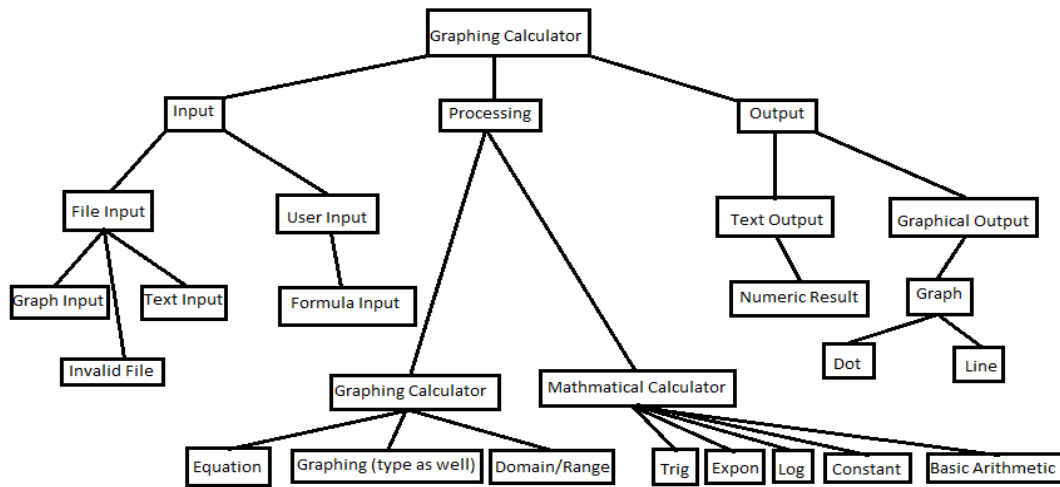 Graphing Calculator
Input
Processing
Output
File Input
User Input
Text Output
Graphical Output
Graph Input
Text Input
Formula Input
Numeric Result
Graph
Invalid File
Dot
Line
Graphing Calculator
Mathmatical Calculator
Equation
Graphing (type as well)
Domain/Range
Trig
Expon
Log
Constant
Basic Arithmetic